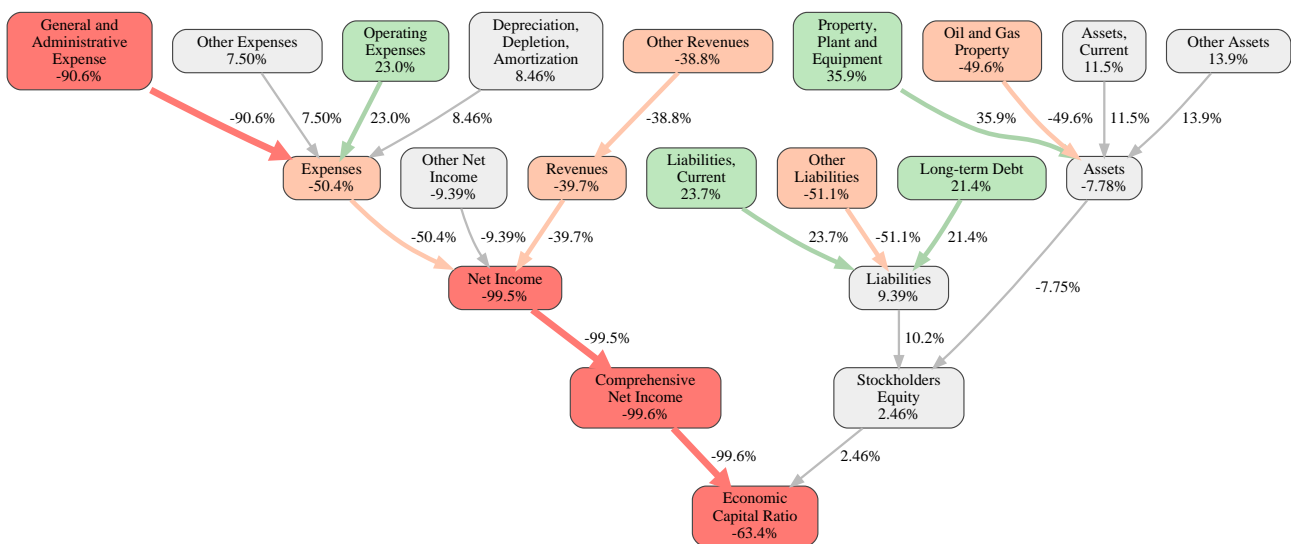 General and
Administrative
Expense
-90.6%
Other Expenses
7.50%
Operating
Expenses
23.0%
Depreciation,
Depletion,
Amortization
8.46%
Other Revenues
-38.8%
Property,
Plant and
Equipment
35.9%
Oil and Gas
Property
-49.6%
Assets,
Current
11.5%
Other Assets
13.9%
-90.6%
7.50%
23.0%
8.46%
-38.8%
35.9%
-49.6%
11.5%
13.9%
Expenses
-50.4%
Other Net
Income
-9.39%
Revenues
-39.7%
Liabilities,
Current
23.7%
Other
Liabilities
-51.1%
Long-term Debt
21.4%
Assets
-7.78%
-50.4%
-9.39%
-39.7%
23.7%
-51.1%
21.4%
-7.75%
Net Income
-99.5%
Liabilities
9.39%
-99.5%
10.2%
Comprehensive
Net Income
-99.6%
Stockholders
Equity
2.46%
-99.6%
2.46%
Economic
Capital Ratio
-63.4%